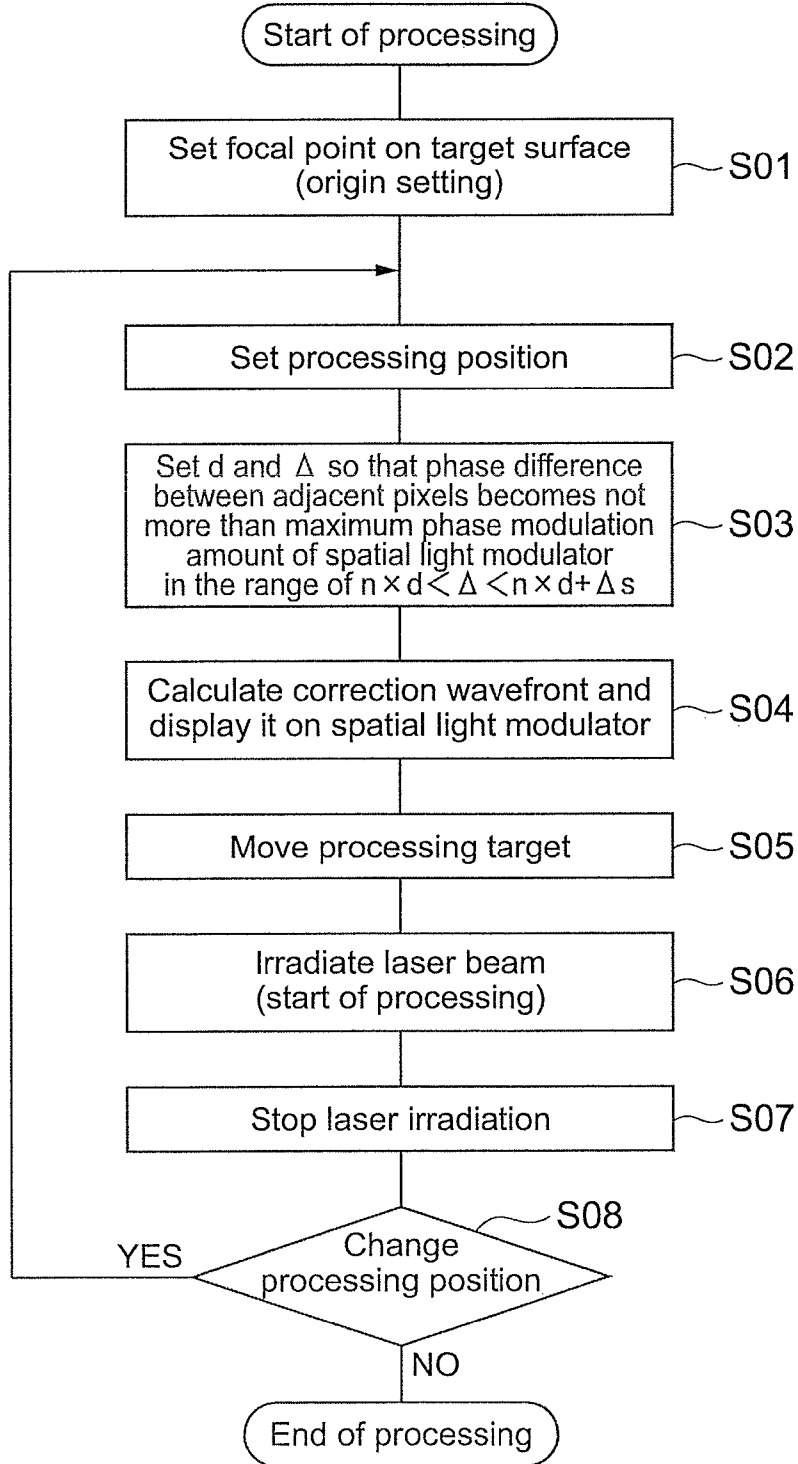 Start of processing
Set focal point on target surface
(origin setting)
S01
Set processing position
S02
Set d and Δ so that phase difference
between adjacent pixels becomes not
more than maximum phase modulation
amount of spatial light modulator
in the range of n×d<Δ<n×d+Δs
S03
Calculate correction wavefront and
display it on spatial light modulator
S04
Move processing target
S05
Irradiate laser beam
(start of processing)
S06
Stop laser irradiation
S07
S08
Change
processing position
YES
NO
End of processing